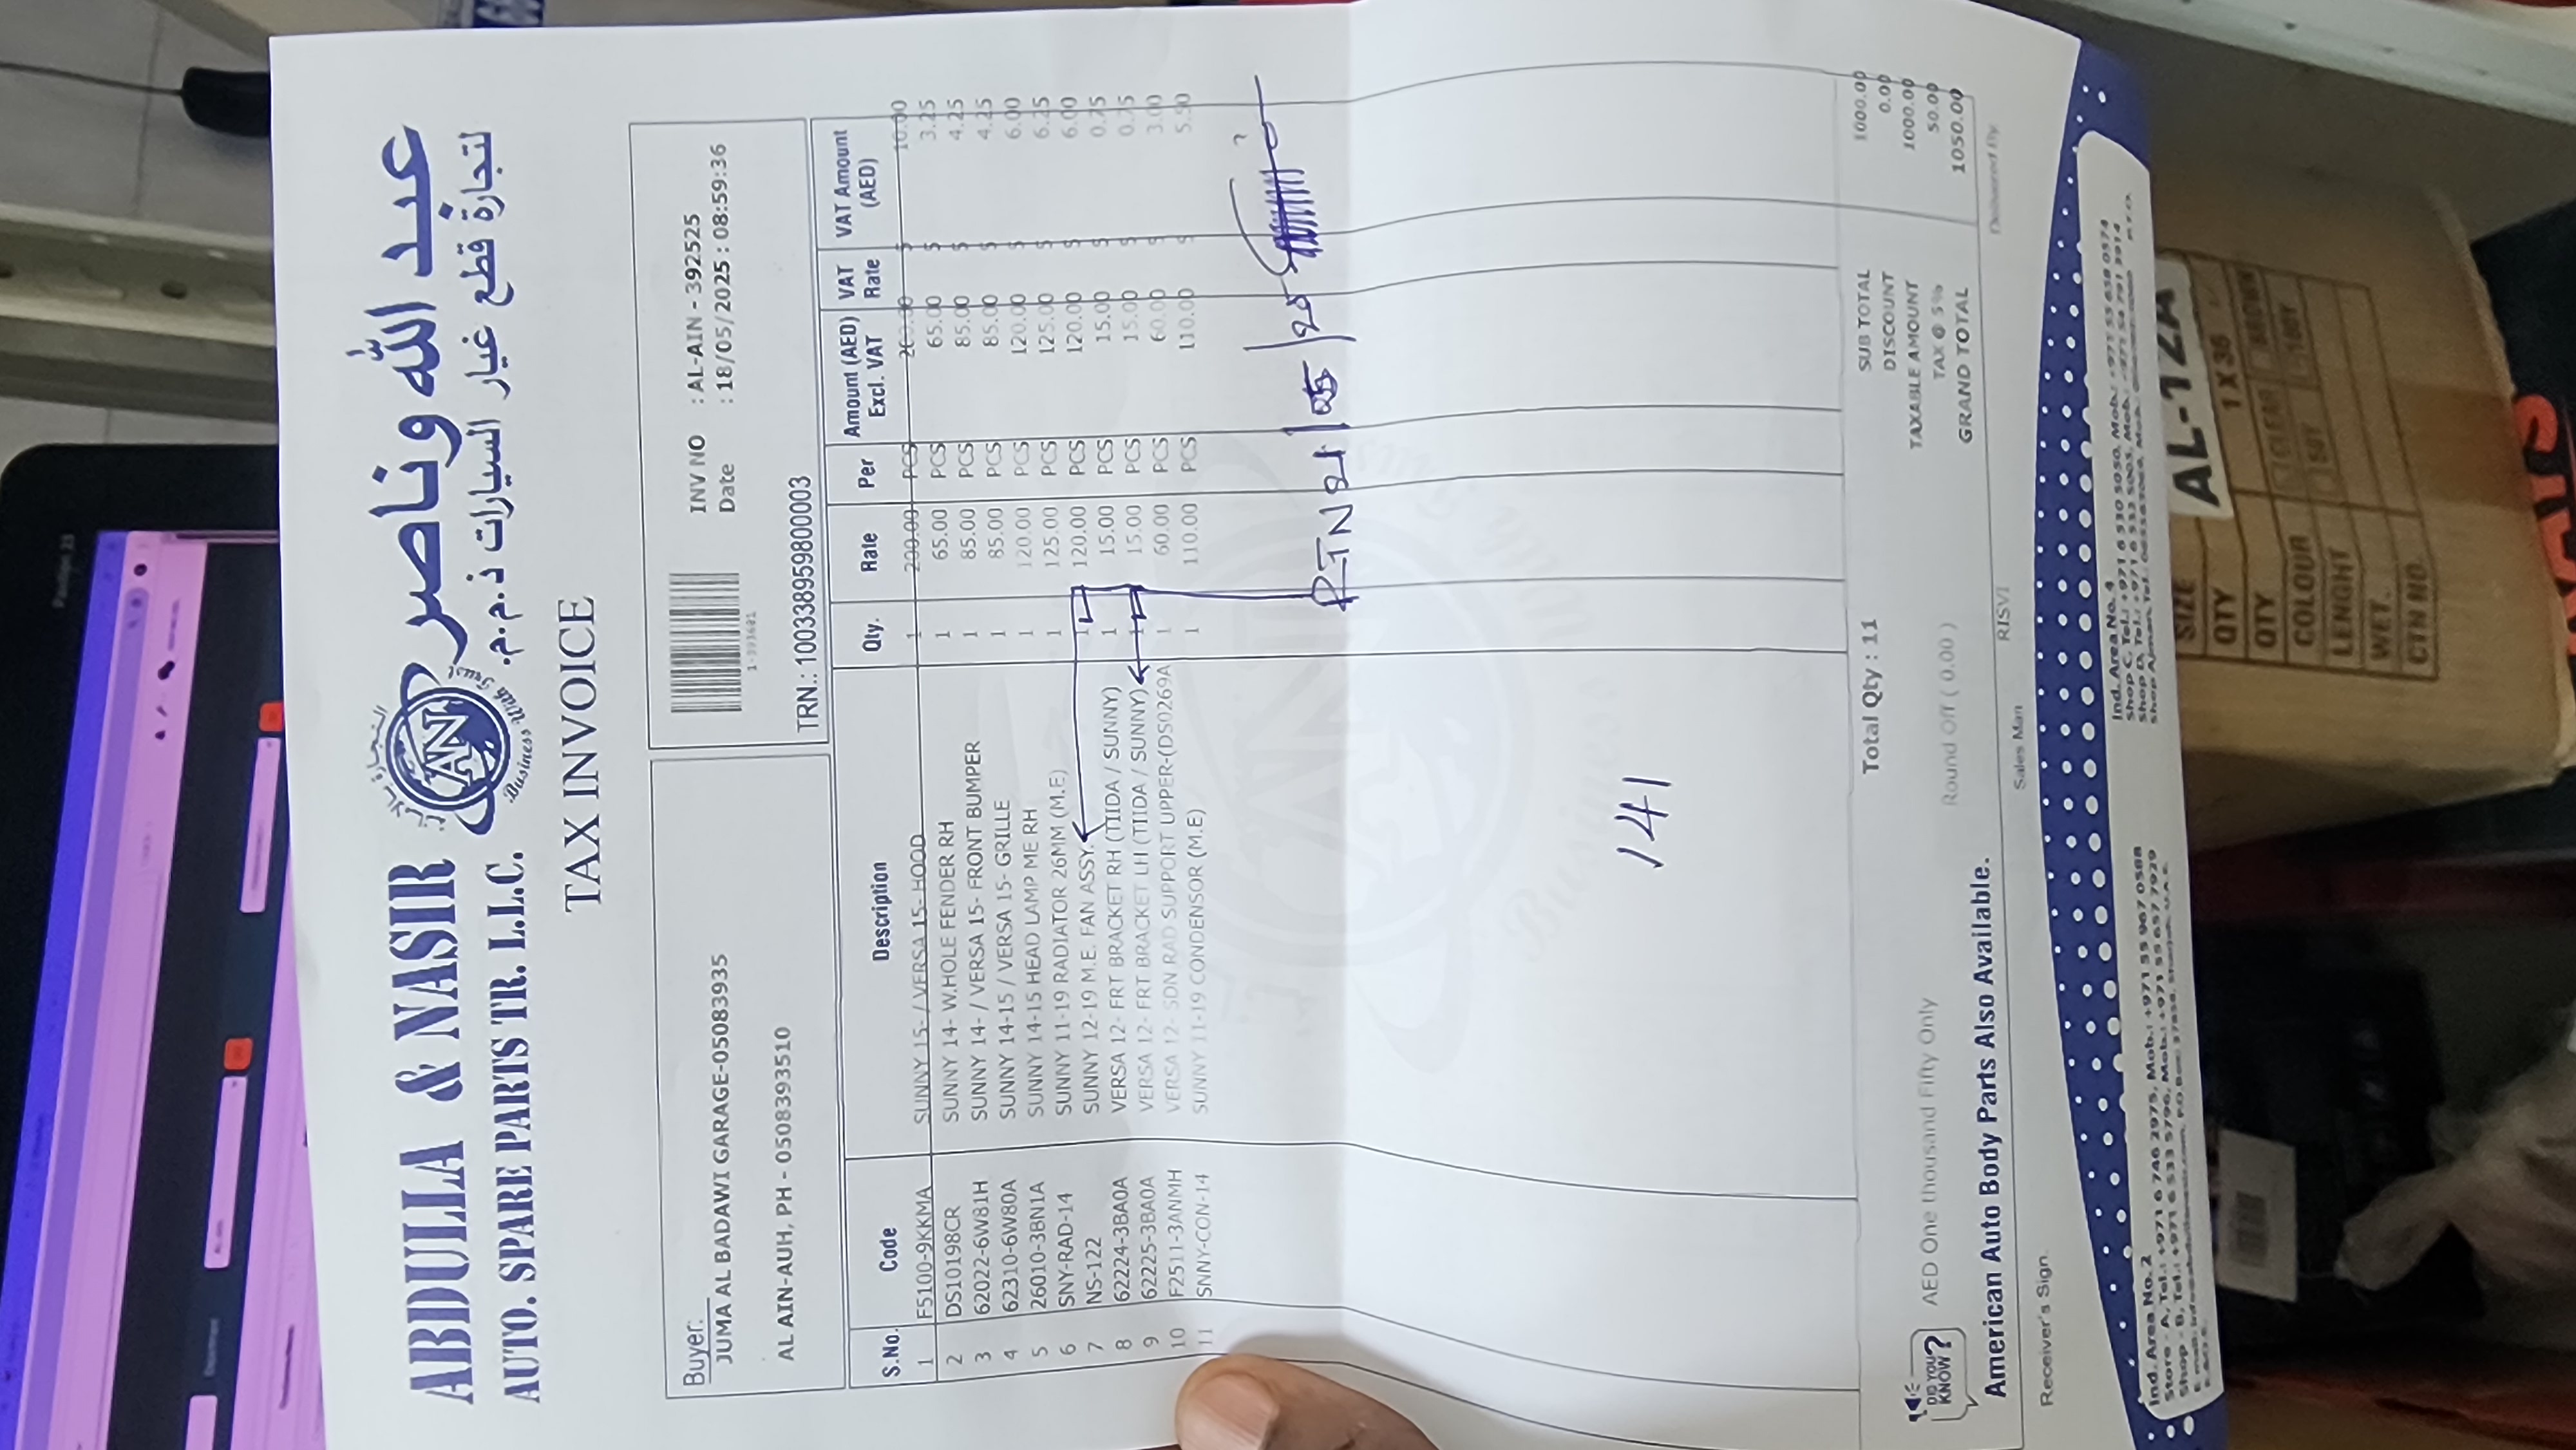 عبد الله وناصر
لتجارة قطع غيار السيارات ذ.م.م.
ABDULLA & NASIR
AUTO. SPARE PARTS TR. L.L.C.
AN
Business With Trust
TAX INVOICE
Buyer:
JUMA AL BADAWI GARAGE-05083935
AL AIN-AUH, PH - 0508393510
INV NO : AL-AIN - 392525
Date : 18/05/2025 : 08:59:36
TRN.: 100338959800003
S.No. Code Description Qty. Rate Per Amount (AED) Excl. VAT VAT Rate VAT Amount (AED)
1 F5100-9KKMA SUNNY 15- / VERSA 15- HOOD 1 200.00 PCS 200.00 5 10.00
2 DS10198CR SUNNY 14- W.HOLE FENDER RH 1 65.00 PCS 65.00 5 3.25
3 62022-6W81H SUNNY 14- / VERSA 15- FRONT BUMPER 1 85.00 PCS 85.00 5 4.25
4 62310-6W80A SUNNY 14-15 / VERSA 15- GRILLE 1 85.00 PCS 85.00 5 4.25
5 26010-3BN1A SUNNY 14-15 HEAD LAMP ME RH 1 120.00 PCS 120.00 5 6.00
6 SNY-RAD-14 SUNNY 11-19 RADIATOR 26MM (M.E) 1 125.00 PCS 125.00 5 6.25
7 NS-122 SUNNY 12-19 M.E. FAN ASSY. 1 120.00 PCS 120.00 5 6.00
8 62224-3BA0A VERSA 12- FRT BRACKET RH (TIIDA / SUNNY) 1 15.00 PCS 15.00 5 0.75
9 62225-3BA0A VERSA 12- FRT BRACKET LH (TIIDA / SUNNY) 1 15.00 PCS 15.00 5 0.75
10 F2511-3ANMH VERSA 12- SDN RAD SUPPORT UPPER-(DS0269A 1 60.00 PCS 60.00 5 3.00
11 SNNY-CON-14 SUNNY 11-19 CONDENSOR (M.E) 1 110.00 PCS 110.00 5 5.50
RTN 21/05/25
141
Total Qty : 11
SUB TOTAL 1000.00
DISCOUNT 0.00
TAXABLE AMOUNT 1000.00
TAX @ 5% 50.00
GRAND TOTAL 1050.00
Round Off ( 0.00 )
DID YOU KNOW?
AED One thousand Fifty Only
American Auto Body Parts Also Available.
RISVI
Receiver's Sign.
Sales Man
Delivered By
Ind. Area No. 2
Ind. Area No. 4
AL-12A
SIZE
QTY 1X36
QTY
COLOUR CLEAR
LENGHT
WET.
CTN NO.